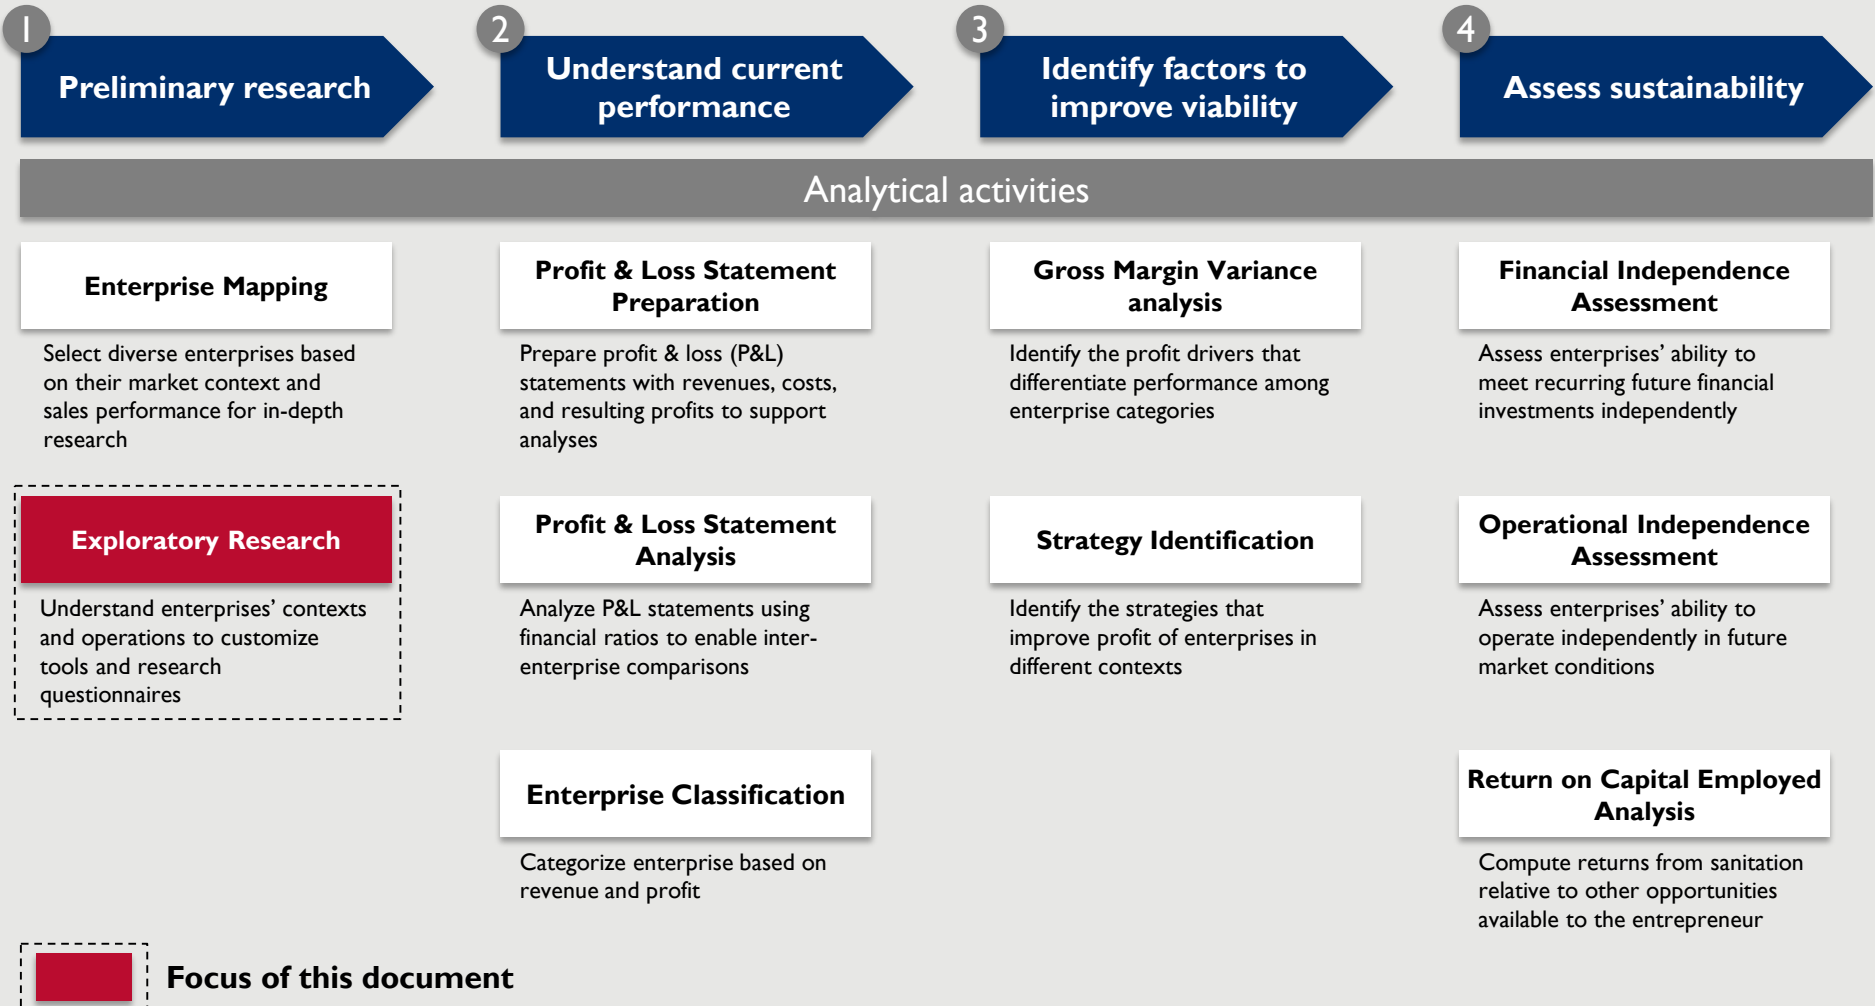 1
Preliminary research
2
Understand current
performance
3
Identify factors to
improve viability
4
Assess sustainability
Analytical activities
Enterprise Mapping
Select diverse enterprises based
on their market context and
sales performance for in-depth
research
Exploratory Research
Understand enterprises’ contexts
and operations to customize
tools and research
questionnaires
Profit & Loss Statement
Preparation
Prepare profit & loss (P&L)
statements with revenues, costs,
and resulting profits to support
analyses
Profit & Loss Statement
Analysis
Analyze P&L statements using
financial ratios to enable inter-
enterprise comparisons
Enterprise Classification
Categorize enterprise based on
revenue and profit
Gross Margin Variance
analysis
Identify the profit drivers that
differentiate performance among
enterprise categories
Strategy Identification
Identify the strategies that
improve profit of enterprises in
different contexts
Financial Independence
Assessment
Assess enterprises’ ability to
meet recurring future financial
investments independently
Operational Independence
Assessment
Assess enterprises’ ability to
operate independently in future
market conditions
Return on Capital Employed
Analysis
Compute returns from sanitation
relative to other opportunities
available to the entrepreneur
Focus of this document